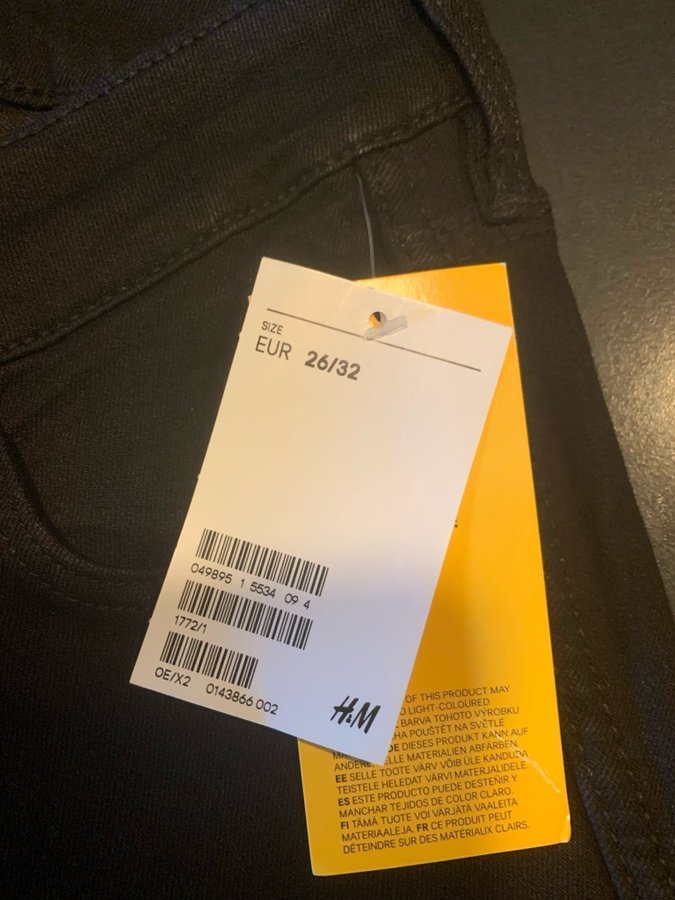 SIZE
EUR 26/32
049895 1 5534 09 4
1772/1
OE/X2 0143866 002
H&M
OF THIS PRODUCT MAY
LIGHT-COLOURED
BARVA TOHOTO VÝROBKU
POUŠTĚT NA SVĚTLÉ
DE DIESES PRODUKT KANN AUF
MATERIALIEN ABFÄRBEN.
EE SELLE TOOTE VÄRV VÕIB ÜLE KANDUDA
TEISTELE HELEDAT VÄRVI MATERJALIDELE.
ES ESTE PRODUCTO PUEDE DESTEÑIR Y
MANCHAR TEJIDOS DE COLOR CLARO.
FI TÄMÄ TUOTE VOI VÄRJÄTÄ VAALEITA
MATERIAALEJA. FR CE PRODUIT PEUT
DÉTEINDRE SUR DES MATÉRIAUX CLAIRS.